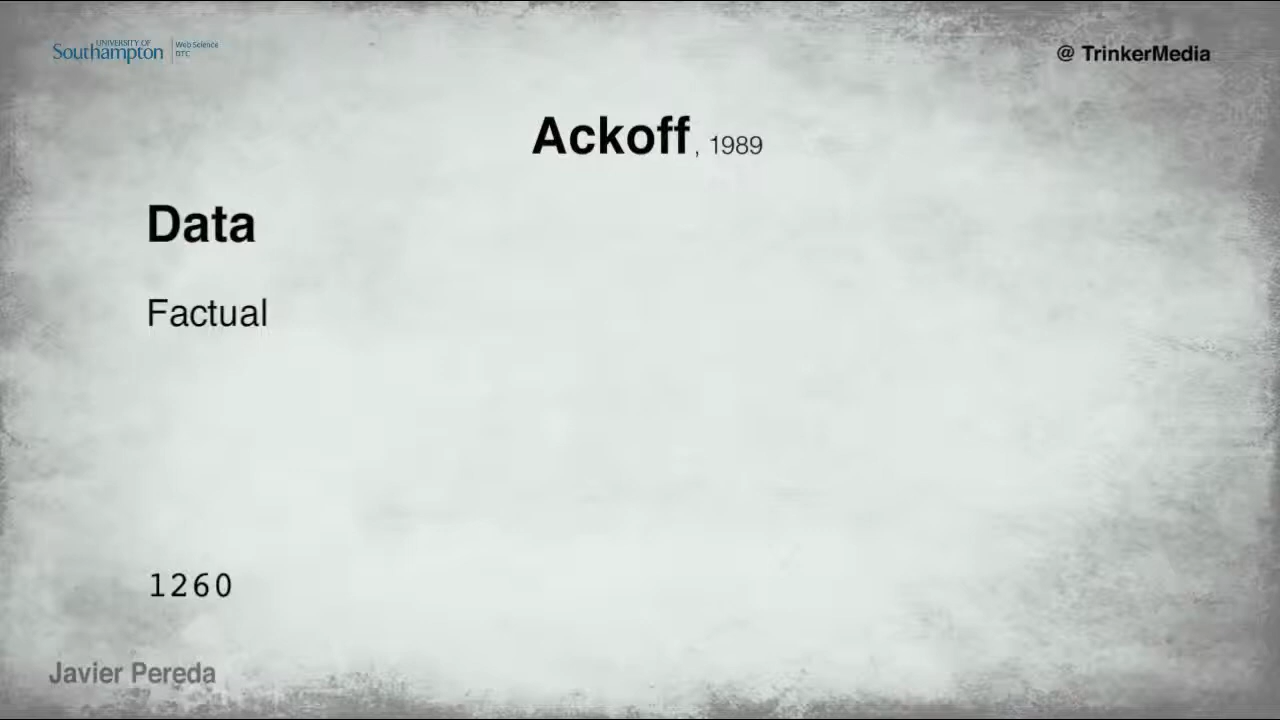 UNIVERSITY OF
Southampton
Web Science
DTC
@ TrinkerMedia
Ackoff, 1989
Data
Factual
1260
Javier Pereda